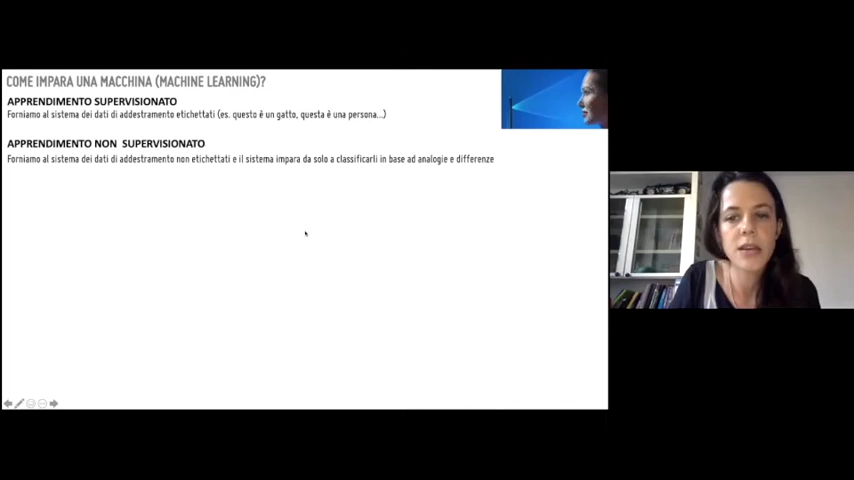 COME IMPARA UNA MACCHINA (MACHINE LEARNING)?
APPRENDIMENTO SUPERVISIONATO
Forniamo al sistema dei dati di addestramento etichettati (es. questo è un gatto, questa è una persona...)
APPRENDIMENTO NON SUPERVISIONATO
Forniamo al sistema dei dati di addestramento non etichettati e il sistema impara da solo a classificarli in base ad analogie e differenze